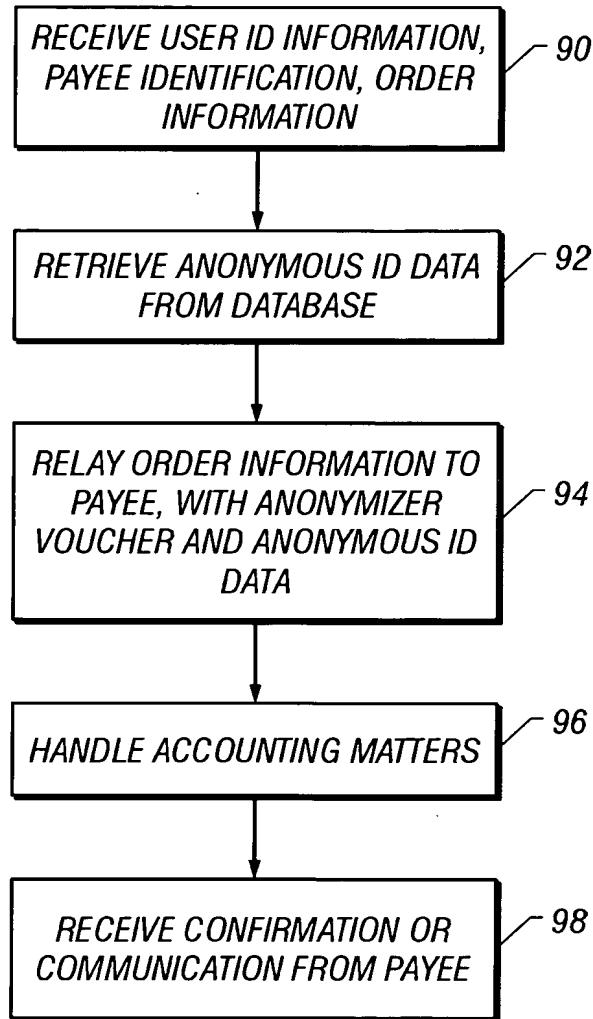 RECEIVE USER ID INFORMATION,
PAYEE IDENTIFICATION, ORDER
INFORMATION
90
RETRIEVE ANONYMOUS ID DATA
FROM DATABASE
92
RELAY ORDER INFORMATION TO
PAYEE, WITH ANONYMIZER
VOUCHER AND ANONYMOUS ID
DATA
94
HANDLE ACCOUNTING MATTERS
96
RECEIVE CONFIRMATION OR
COMMUNICATION FROM PAYEE
98